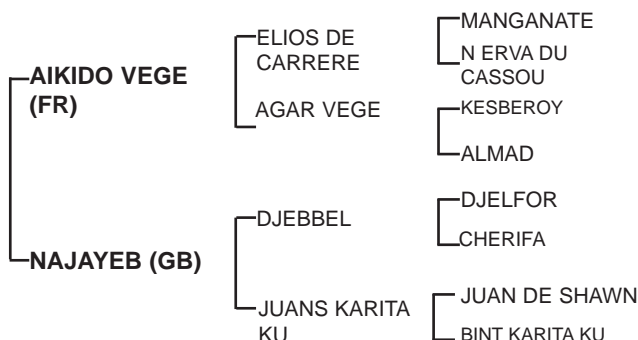 AIKIDO VEGE
(FR)
ELIOS DE
CARRERE
MANGANATE
N ERVA DU
CASSOU
AGAR VEGE
KESBEROY
ALMAD
NAJAYEB (GB)
DJEBBEL
DJELFOR
CHERIFA
JUANS KARITA
KU
JUAN DE SHAWN
BINT KARITA KU